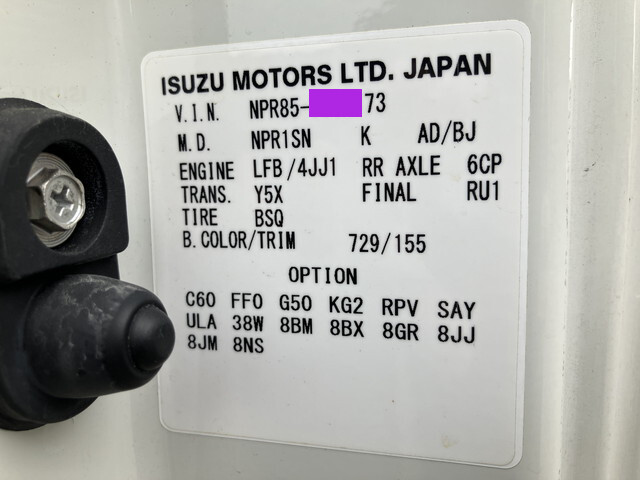 ISUZU MOTORS LTD. JAPAN
V.I.N. NPR85- 73
M.D. NPR1SN K AD/BJ
ENGINE LFB/4JJ1 RR AXLE 6CP
TRANS. Y5X FINAL RU1
TIRE BSQ
B.COLOR/TRIM 729/155
OPTION
C60 FF0 G50 KG2 RPV SAY
ULA 38W 8BM 8BX 8GR 8JJ
8JM 8NS